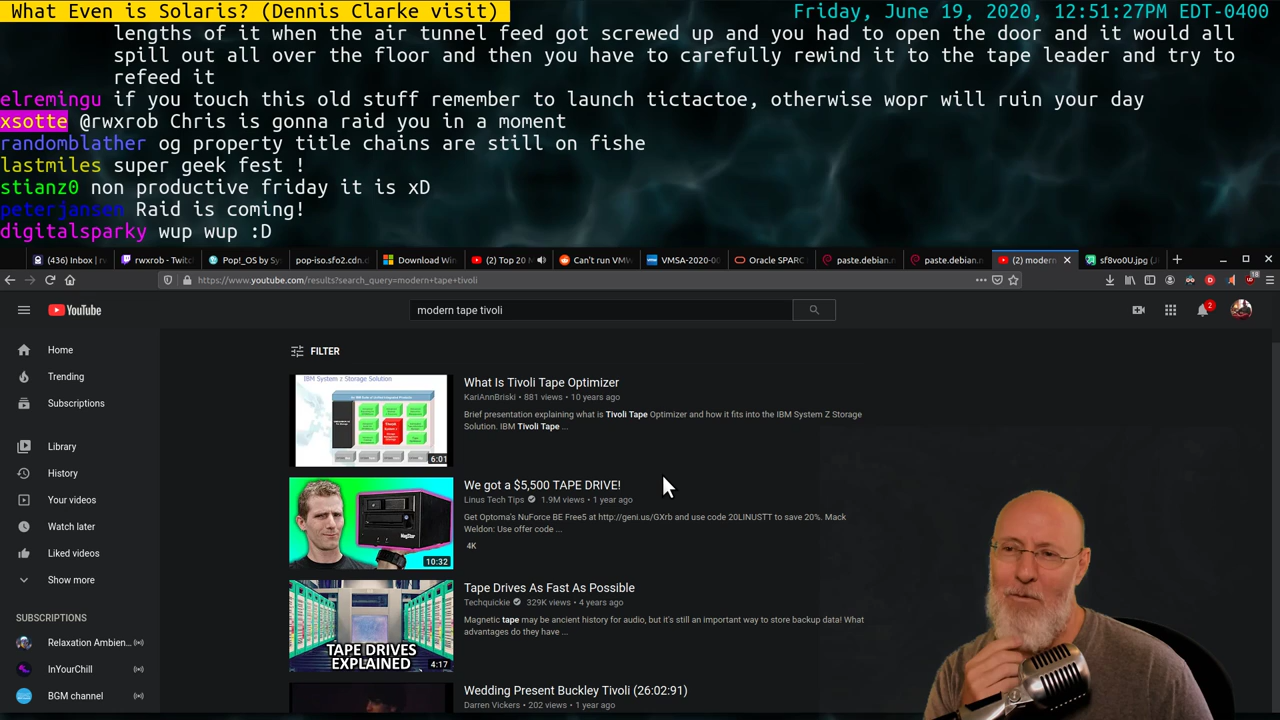 What Even is Solaris? (Dennis Clarke visit)
Friday, June 19, 2020, 12:51:27PM EDT-0400
lengths of it when the air tunnel feed got screwed up and you had to open the door and it would all
spill out all over the floor and then you have to carefully rewind it to the tape leader and try to
refeed it
elremingu if you touch this old stuff remember to launch tictactoe, otherwise wopr will ruin your day
xsotte @rwxrob Chris is gonna raid you in a moment
randomblather og property title chains are still on fishe
lastmiles super geek fest !
stianz0 non productive friday it is xD
peterjansen Raid is coming!
digitalsparky wup wup :D
(436) Inbox | rw
rwxrob - Twitch
Pop!_OS by Sy
pop-iso.sfo2.cdn.d
Download Win
(2) Top 20 M
Can't run VMW
VMSA-2020-00
Oracle SPARC
paste.debian.n
paste.debian.n
(2) modern
sf8vo0U.jpg (J
https://www.youtube.com/results?search_query=modern+tape+tivoli
18
YouTube
modern tape tivoli
2
Home
Trending
Subscriptions
Library
History
Your videos
Watch later
Liked videos
Show more
SUBSCRIPTIONS
Relaxation Ambien...
InYourChill
BGM channel
FILTER
IBM System z Storage Solution
6:01
What Is Tivoli Tape Optimizer
KariAnnBriski • 881 views • 10 years ago
Brief presentation explaining what is Tivoli Tape Optimizer and how it fits into the IBM System Z Storage
Solution. IBM Tivoli Tape ...
MagStor
10:32
We got a $5,500 TAPE DRIVE!
Linus Tech Tips 1.9M views • 1 year ago
Get Optoma's NuForce BE Free5 at http://geni.us/GXrb and use code 20LINUSTT to save 20%. Mack
Weldon: Use offer code ...
4K
TAPE DRIVES
EXPLAINED
4:17
Tape Drives As Fast As Possible
Techquickie 329K views • 4 years ago
Magnetic tape may be ancient history for audio, but it's still an important way to store backup data! What
advantages do they have ...
Wedding Present Buckley Tivoli (26:02:91)
Darren Vickers • 202 views • 1 year ago